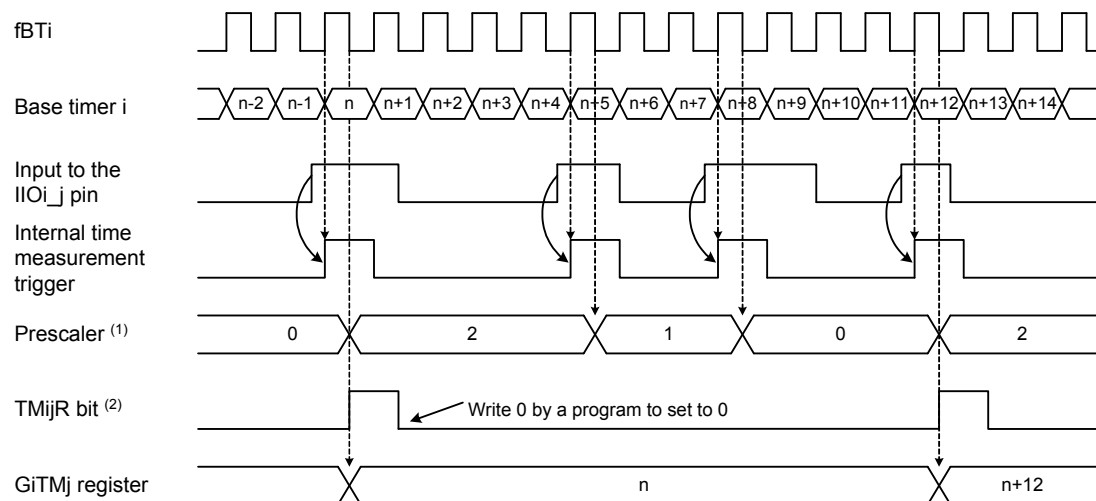 fBTi
Base timer i
n-2 n-1 n n+1 n+2 n+3 n+4 n+5 n+6 n+7 n+8 n+9 n+10 n+11 n+12 n+13 n+14
Input to the
IIOi_j pin
Internal time
measurement
trigger
Prescaler (1)
0 2 1 0 2
TMijR bit (2)
Write 0 by a program to set to 0
GiTMj register
n n+12